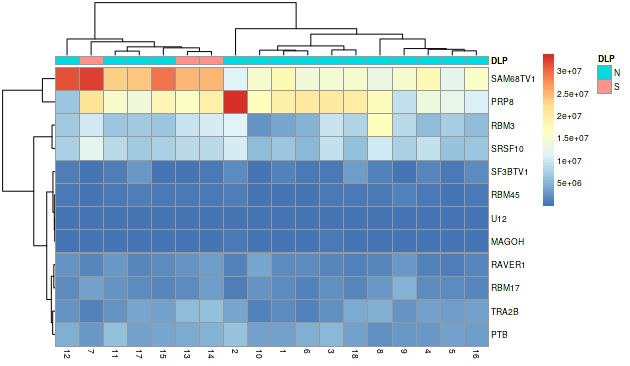 DLP
DLP
N
S
SAM68TV1
PRP8
RBM3
SRSF10
SF3BTV1
RBM45
U12
MAGOH
RAVER1
RBM17
TRA2B
PTB
3e+07
2.5e+07
2e+07
1.5e+07
1e+07
5e+06
12 7 11 17 15 13 14 2 10 1 6 3 18 8 9 4 5 16